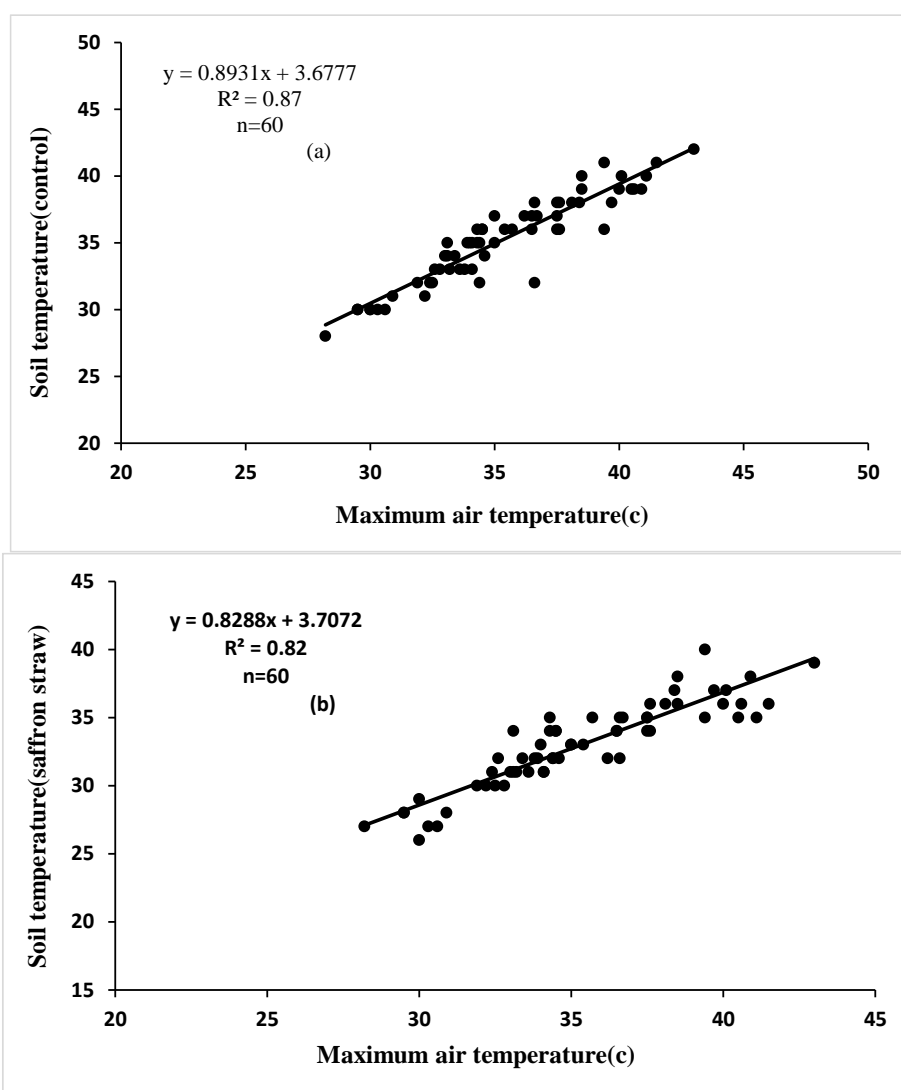 50
y = 0.8931x + 3.6777
R² = 0.87
45
n=60
(a)
40
35
30
25
20
20 25 30 35 40 45 50
Soil temperature(control)
Maximum air temperature(c)
45
y = 0.8288x + 3.7072
R² = 0.82
40
n=60
(b)
35
30
25
20
15
20 25 30 35 40 45
Soil temperature(saffron straw)
Maximum air temperature(c)